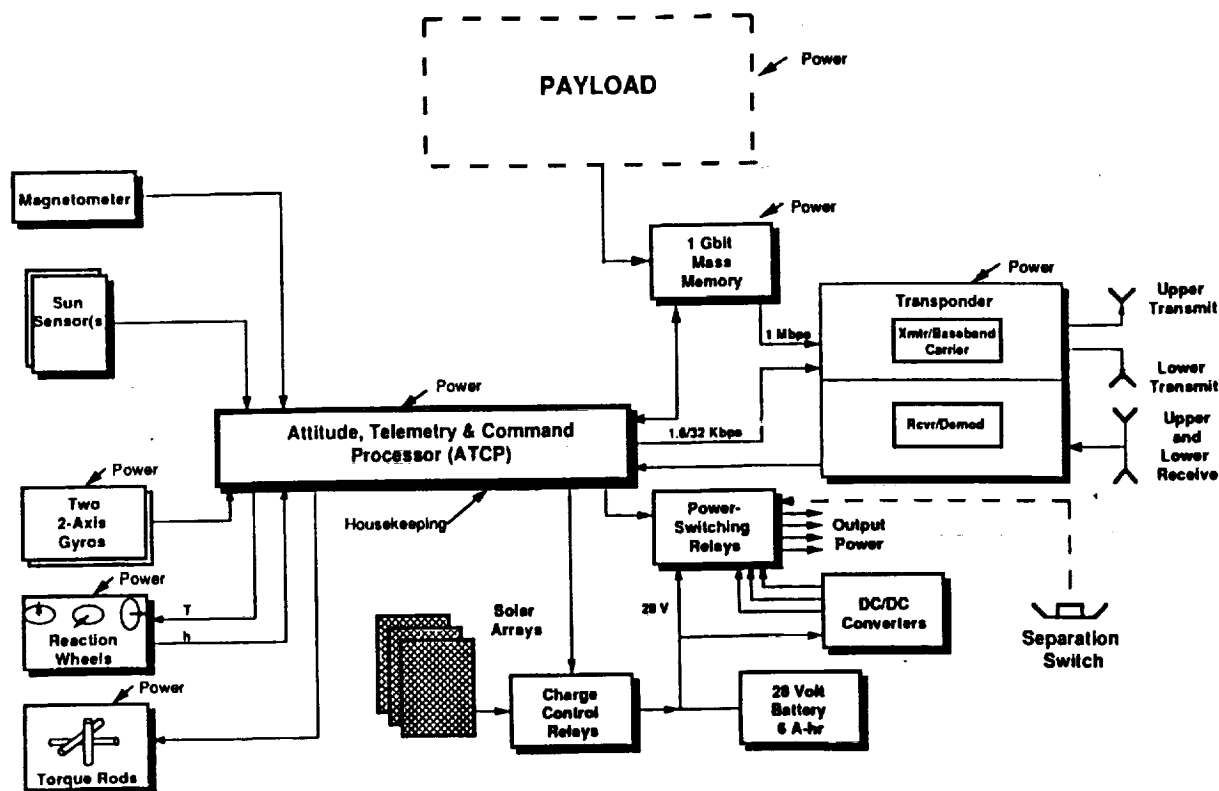 Power
PAYLOAD
Magnetometer
Power
1 Gbit
Mass
Memory
Sun
Sensor(s)
Power
Transponder
Xmtr/Baseband
Carrier
Upper
Transmit
1 Mbps
Lower
Transmit
Power
Attitude, Telemetry & Command
Processor (ATCP)
1.6/32 Kbps
Rcvr/Demod
Upper
and
Lower
Receive
Power
Two
2-Axis
Gyros
Housekeeping
Power-
Switching
Relays
Output
Power
Power
T
h
Reaction
Wheels
Solar
Arrays
28 V
DC/DC
Converters
Separation
Switch
Power
Charge
Control
Relays
28 Volt
Battery
6 A-hr
Torque Rods